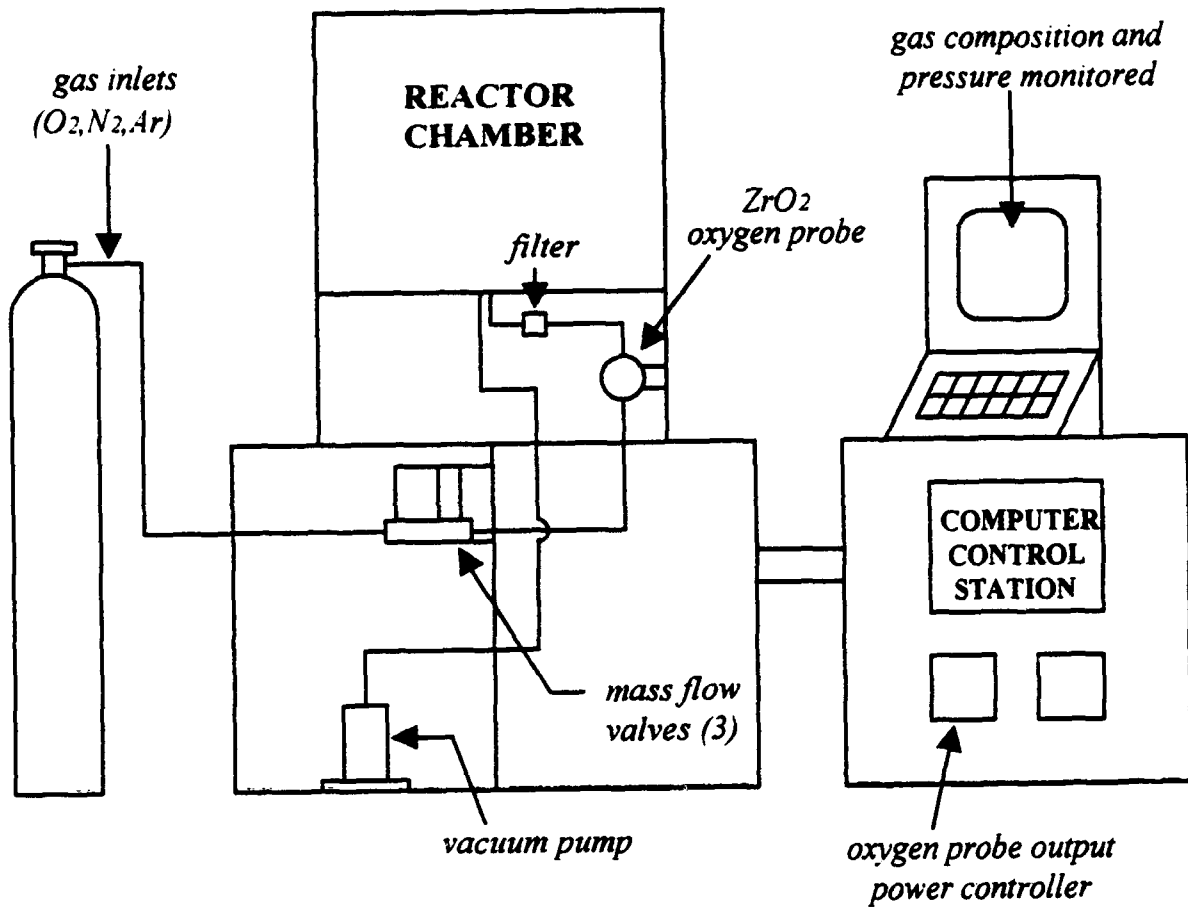 gas inlets
(O2,N2,Ar)
REACTOR
CHAMBER
gas composition and
pressure monitored
ZrO2
oxygen probe
filter
COMPUTER
CONTROL
STATION
mass flow
valves (3)
vacuum pump
oxygen probe output
power controller